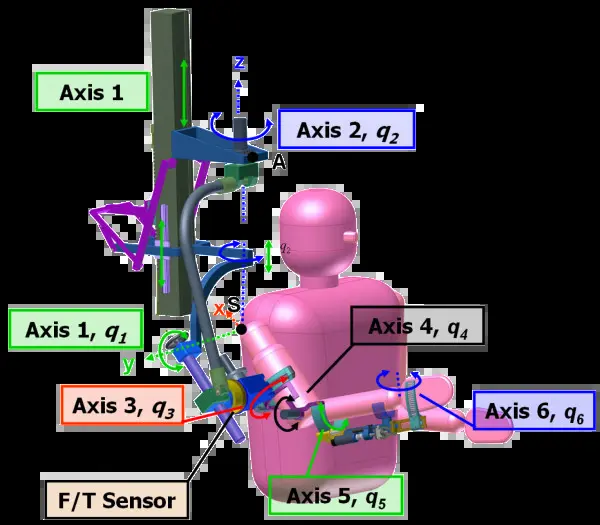 z
Axis 1
Axis 2, q2
A
q2
S
x
Axis 1, q1
Axis 4, q4
y
Axis 3, q3
Axis 6, q6
F/T Sensor
Axis 5, q5